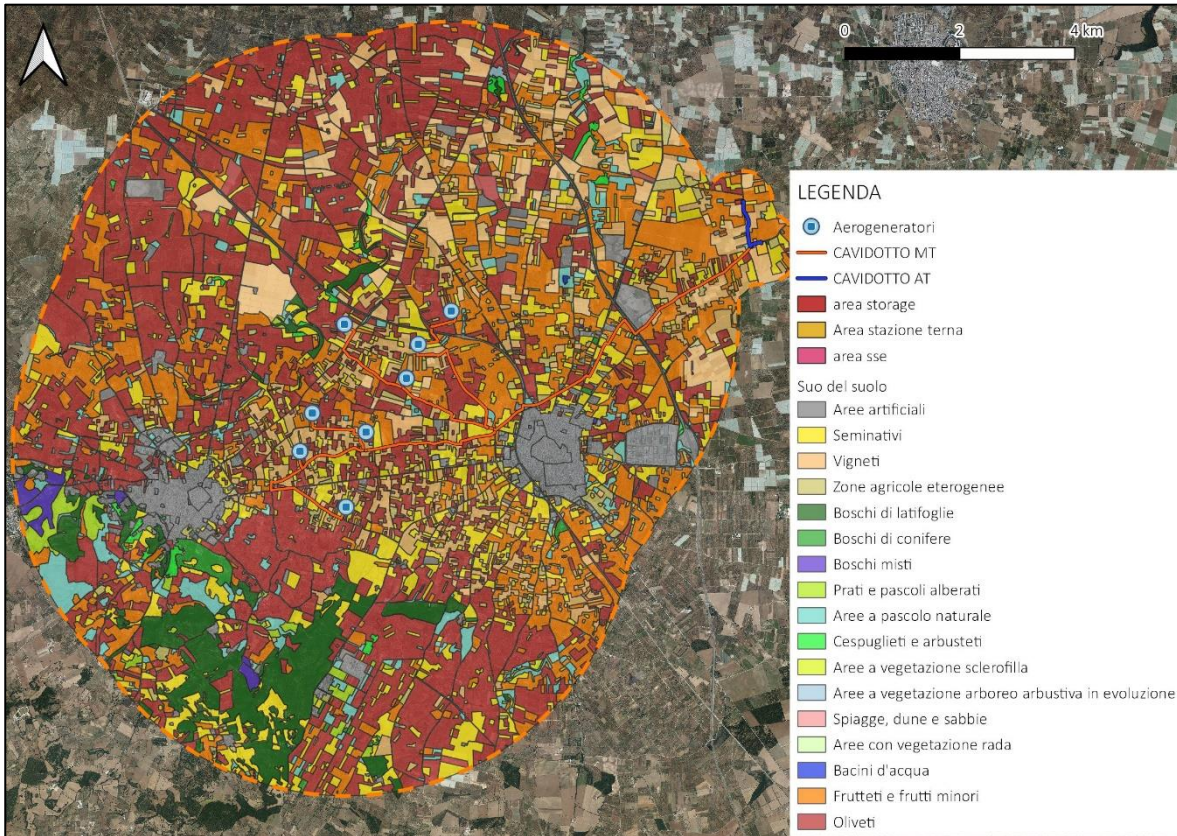 0 2 4 km
LEGENDA
Aerogeneratori
CAVIDOTTO MT
CAVIDOTTO AT
area storage
Area stazione terna
area sse
Suo del suolo
Aree artificiali
Seminativi
Vigneti
Zone agricole eterogenee
Boschi di latifoglie
Boschi di conifere
Boschi misti
Prati e pascoli alberati
Aree a pascolo naturale
Cespuglieti e arbusteti
Aree a vegetazione sclerofilla
Aree a vegetazione arboreo arbustiva in evoluzione
Spiagge, dune e sabbie
Aree con vegetazione rada
Bacini d'acqua
Frutteti e frutti minori
Oliveti